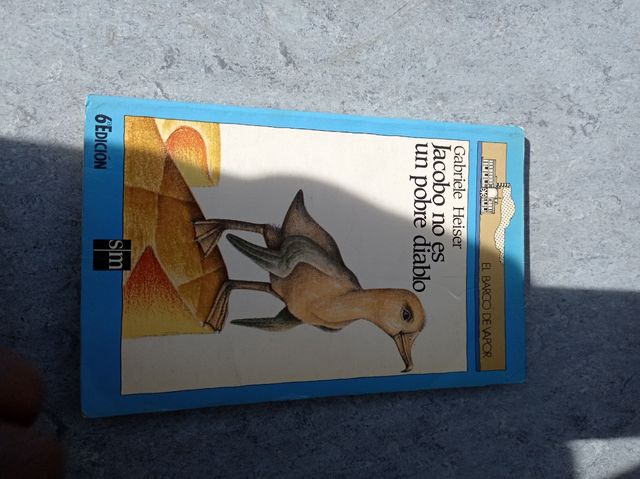 EL BARCO DE VAPOR
Gabriele Heiser
Jacobo no es
un pobre diablo
sm
6ª EDICIÓN